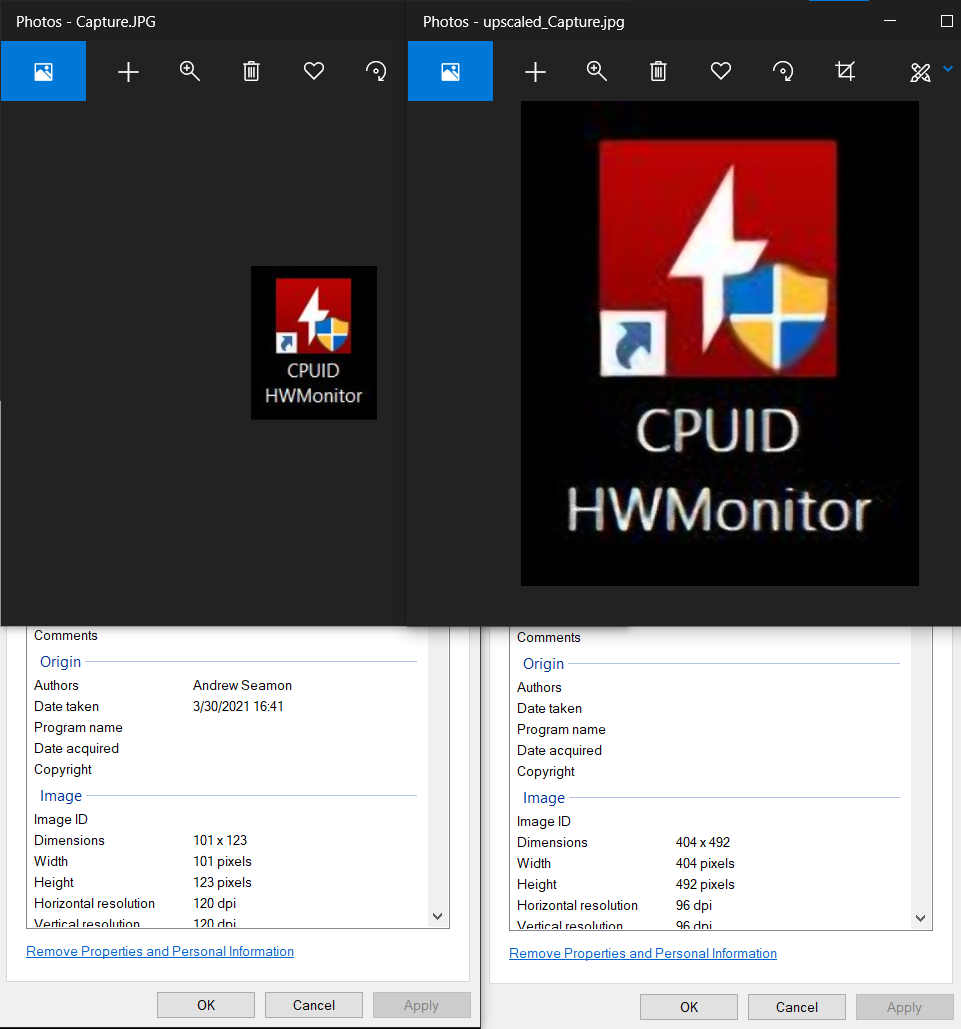 Photos - Capture.JPG
Photos - upscaled_Capture.jpg
CPUID
HWMonitor
CPUID
HWMonitor
Comments
Origin
Authors Andrew Seamon
Date taken 3/30/2021 16:41
Program name
Date acquired
Copyright
Image
Image ID
Dimensions 101 x 123
Width 101 pixels
Height 123 pixels
Horizontal resolution 120 dpi
Vertical resolution 120 dpi
Remove Properties and Personal Information
OK Cancel Apply
Comments
Origin
Authors
Date taken
Program name
Date acquired
Copyright
Image
Image ID
Dimensions 404 x 492
Width 404 pixels
Height 492 pixels
Horizontal resolution 96 dpi
Vertical resolution 96 dpi
Remove Properties and Personal Information
OK Cancel Apply